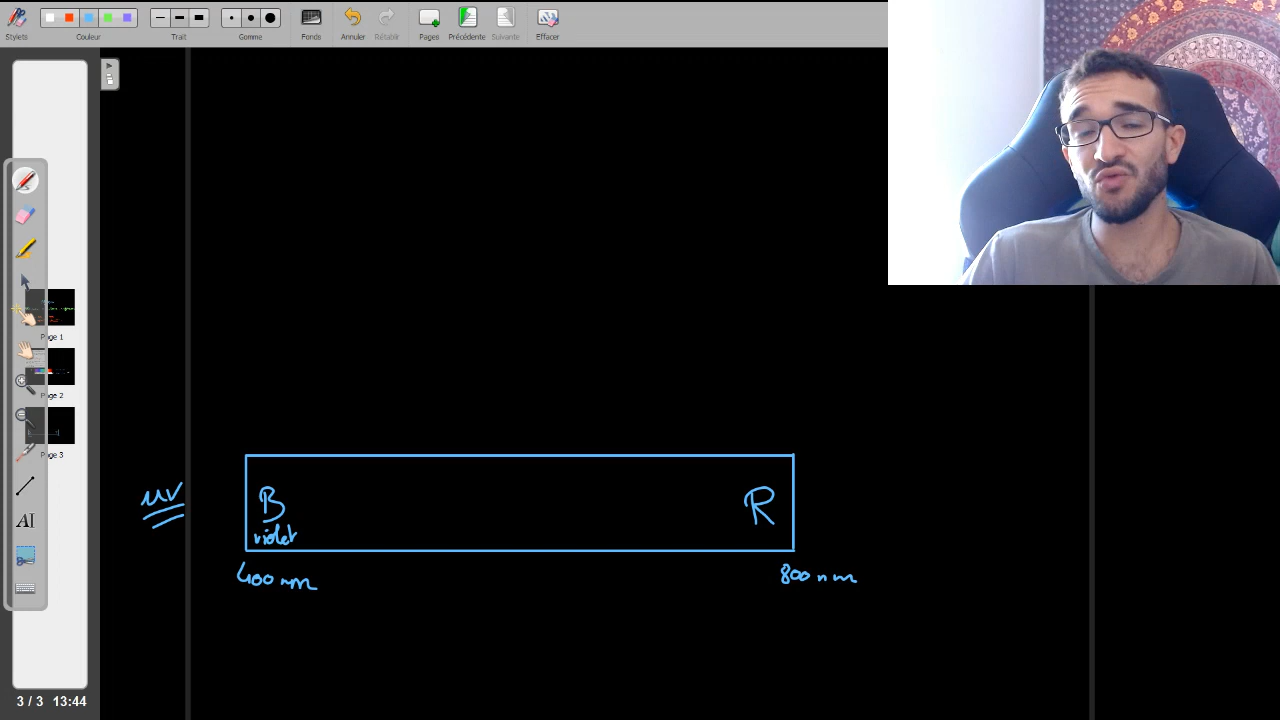 Stylets Couleur Trait Gomme Fonds Annuler Rétablir Pages Précédente Suivante Effacer
Page 1
Page 2
Page 3
UV
B
violet
R
400 nm
800 nm
AI
3 / 3 13:44